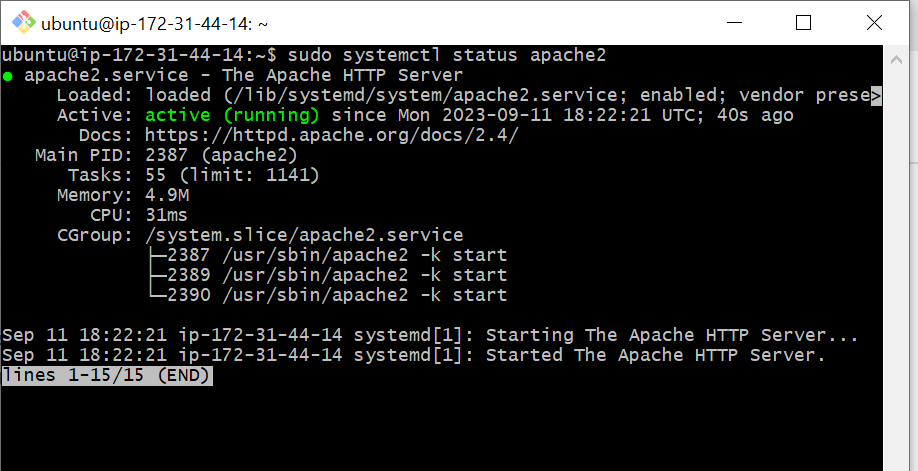 ubuntu@ip-172-31-44-14: ~
ubuntu@ip-172-31-44-14:~$ sudo systemctl status apache2
● apache2.service - The Apache HTTP Server
     Loaded: loaded (/lib/systemd/system/apache2.service; enabled; vendor prese>
     Active: active (running) since Mon 2023-09-11 18:22:21 UTC; 40s ago
       Docs: https://httpd.apache.org/docs/2.4/
   Main PID: 2387 (apache2)
      Tasks: 55 (limit: 1141)
     Memory: 4.9M
        CPU: 31ms
     CGroup: /system.slice/apache2.service
             ├─2387 /usr/sbin/apache2 -k start
             ├─2389 /usr/sbin/apache2 -k start
             └─2390 /usr/sbin/apache2 -k start
Sep 11 18:22:21 ip-172-31-44-14 systemd[1]: Starting The Apache HTTP Server...
Sep 11 18:22:21 ip-172-31-44-14 systemd[1]: Started The Apache HTTP Server.
lines 1-15/15 (END)